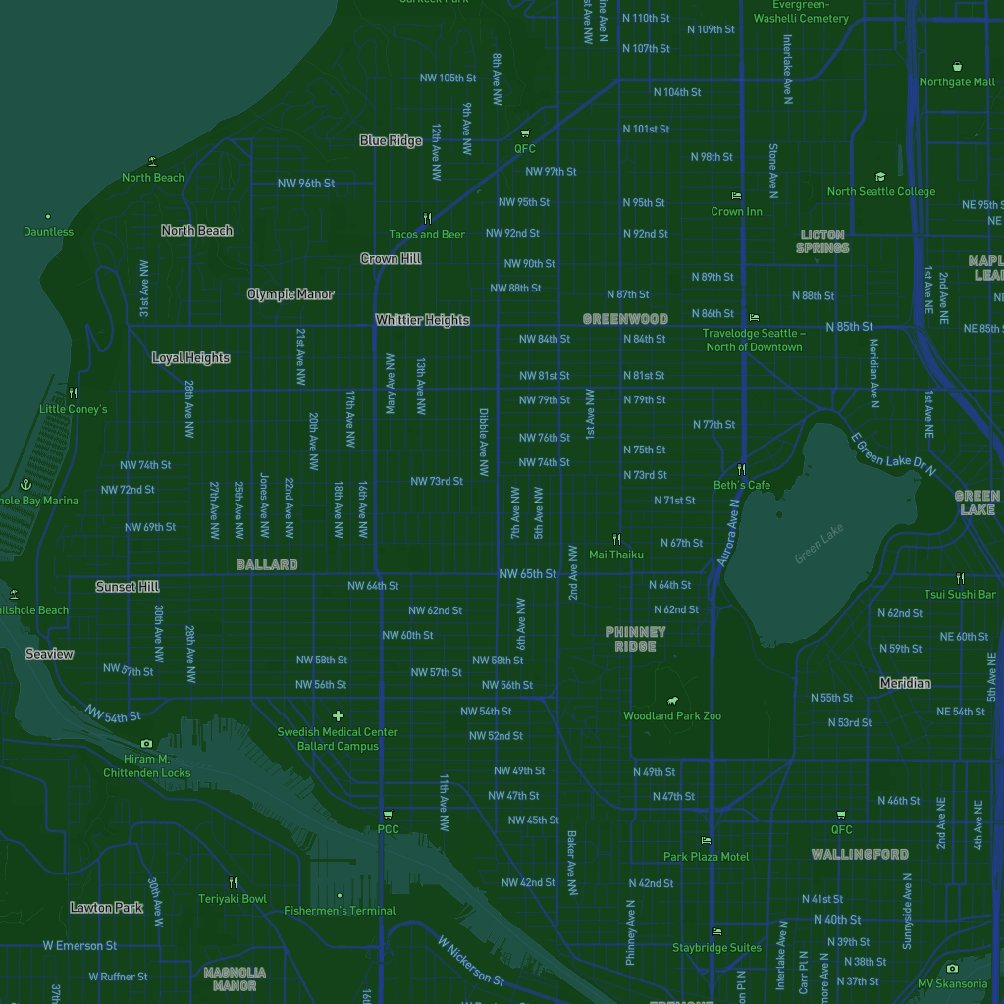 Carkeek Park
Evergreen-
Washelli Cemetery
N 110th St
N 109th St
N 107th St
Interlake Ave N
8th Ave NW
NW 105th St
N 104th St
Northgate Mall
9th Ave NW
12th Ave NW
Blue Ridge
QFC
N 101st St
N 98th St
Stone Ave N
North Beach
NW 96th St
NW 97th St
North Seattle College
NW 95th St
N 95th St
Crown Inn
NE 95th S
Dauntless
North Beach
Tacos and Beer
NW 92nd St
N 92nd St
LICTON
SPRINGS
NE
Crown Hill
NW 90th St
MAPL
LEA
31st Ave NW
N 89th St
1st Ave NE
2nd Ave NE
Olympic Manor
NW 88th St
N 87th St
N 88th St
NE
N 86th St
Whittier Heights
GREENWOOD
Travelodge Seattle –
North of Downtown
N 85th St
NE 85th S
21st Ave NW
NW 84th St
N 84th St
Loyal Heights
Mary Ave NW
13th Ave NW
Meridian Ave N
NW 81st St
N 81st St
28th Ave NW
17th Ave NW
NW 79th St
N 79th St
1st Ave NW
1st Ave NE
Little Coney's
20th Ave NW
Dibble Ave NW
N 77th St
NW 76th St
N 75th St
E Green Lake Dr N
NW 74th St
NW 74th St
N 73rd St
Beth's Cafe
NW 72nd St
27th Ave NW
25th Ave NW
Jones Ave NW
22nd Ave NW
18th Ave NW
16th Ave NW
NW 73rd St
7th Ave NW
5th Ave NW
N 71st St
GREEN
LAKE
hole Bay Marina
NW 69th St
Aurora Ave N
Green Lake
Mai Thaiku
N 67th St
BALLARD
2nd Ave NW
NW 65th St
Sunset Hill
NW 64th St
N 64th St
Tsui Sushi Bar
ilshole Beach
30th Ave NW
28th Ave NW
NW 62nd St
6th Ave NW
N 62nd St
N 62nd St
NW 60th St
PHINNEY
RIDGE
NE 60th St
Seaview
N 59th St
NW 57th St
NW 58th St
NW 58th St
5th Ave NE
NW 57th St
NW 56th St
NW 56th St
Meridian
N 55th St
NW 54th St
NW 54th St
Woodland Park Zoo
N 53rd St
NE 54th St
Swedish Medical Center
Ballard Campus
NW 52nd St
Hiram M.
Chittenden Locks
NW 49th St
N 49th St
11th Ave NW
NW 47th St
N 47th St
N 46th St
2nd Ave NE
4th Ave NE
PCC
NW 45th St
QFC
Baker Ave NW
Park Plaza Motel
WALLINGFORD
30th Ave W
Teriyaki Bowl
NW 42nd St
N 42nd St
Sunnyside Ave N
N 41st St
Lawton Park
Fishermen's Terminal
Phinney Ave N
N 40th St
W Emerson St
W Nickerson St
Staybridge Suites
Interlake Ave N
N 39th St
Carr Pl N
N 38th St
W Ruffner St
MAGNOLIA
MANOR
N 37th St
MV Skansonia
37th
16th
FREMONT